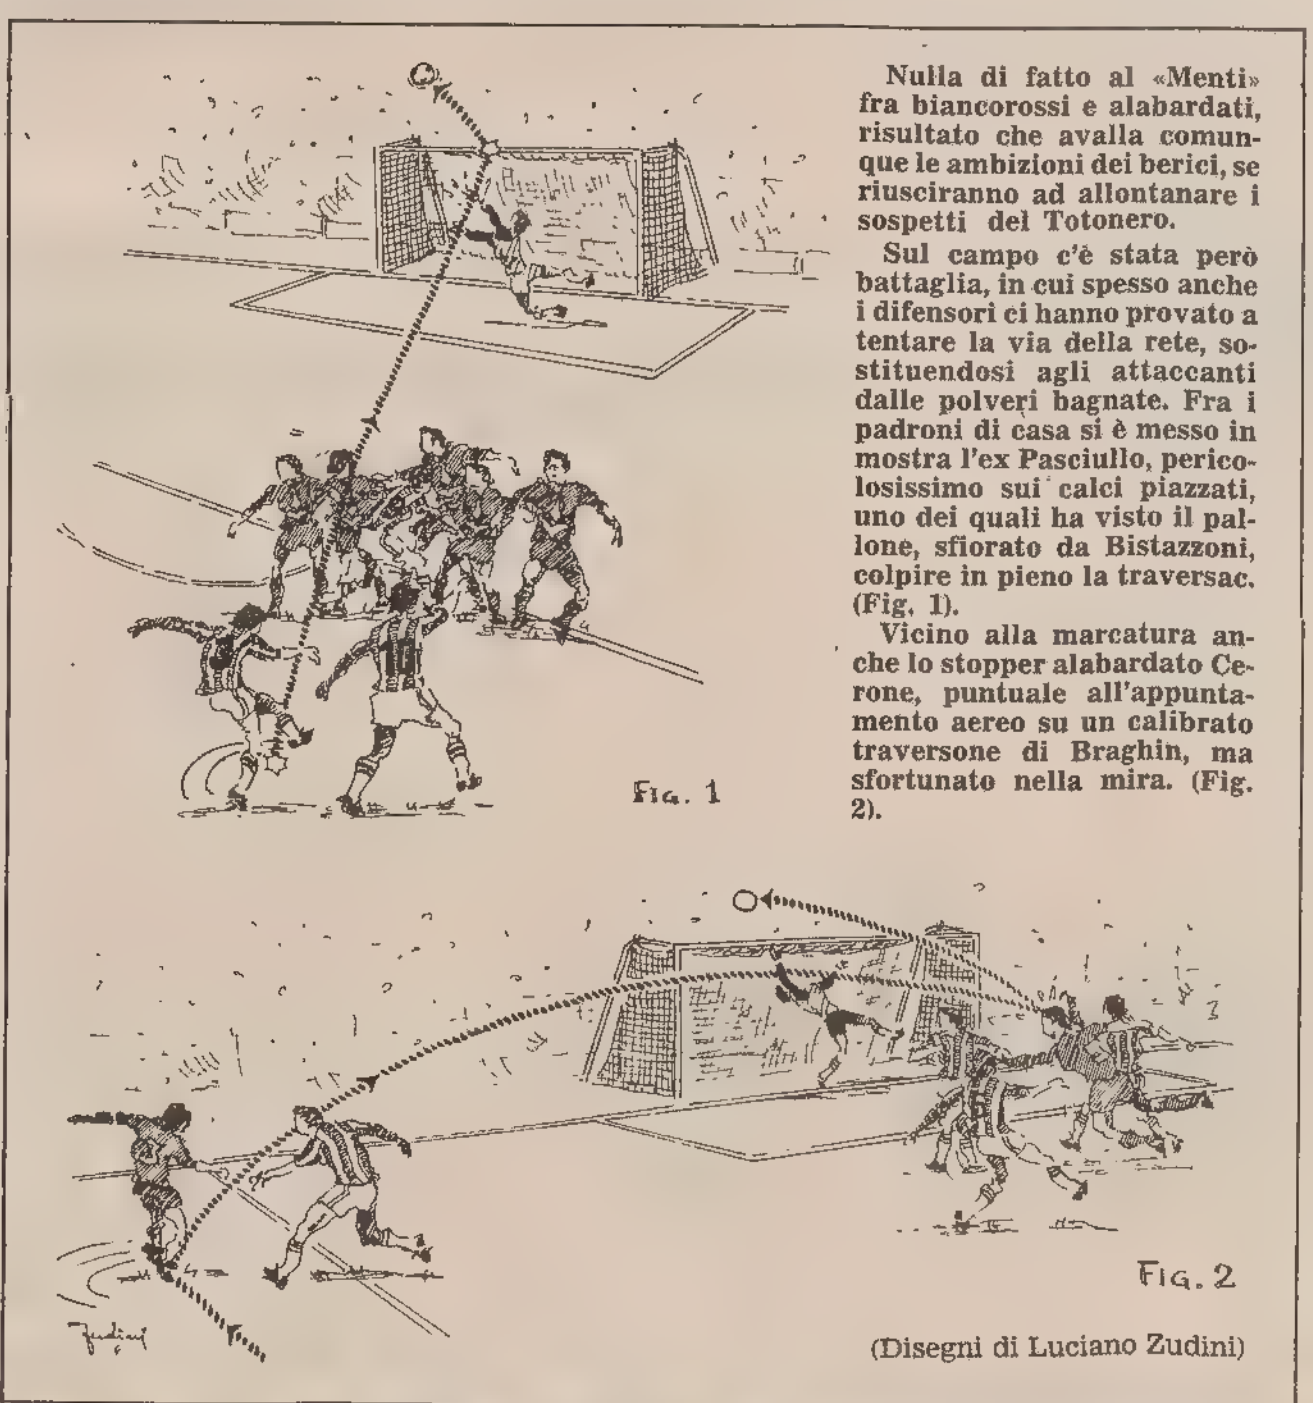 Nulla di fatto al «Menti»
fra biancorossi e alabardati,
risultato che avalla comun-
que le ambizioni dei berici, se
riusciranno ad allontanare i
sospetti del Totonero.
Sul campo c'è stata però
battaglia, in cui spesso anche
i difensori ci hanno provato a
tentare la via della rete, so-
stituendosi agli attaccanti
dalle polveri bagnate. Fra i
padroni di casa si è messo in
mostra l'ex Pasciullo, perico-
losissimo sui calci piazzati,
uno dei quali ha visto il pal-
lone, sfiorato da Bistazzoni,
colpire in pieno la traversac.
(Fig. 1).
Vicino alla marcatura an-
che lo stopper alabardato Ce-
rone, puntuale all'appunta-
mento aereo su un calibrato
traversone di Braghin, ma
sfortunato nella mira. (Fig.
2).
FIG. 1
FIG. 2
Zudini
(Disegni di Luciano Zudini)